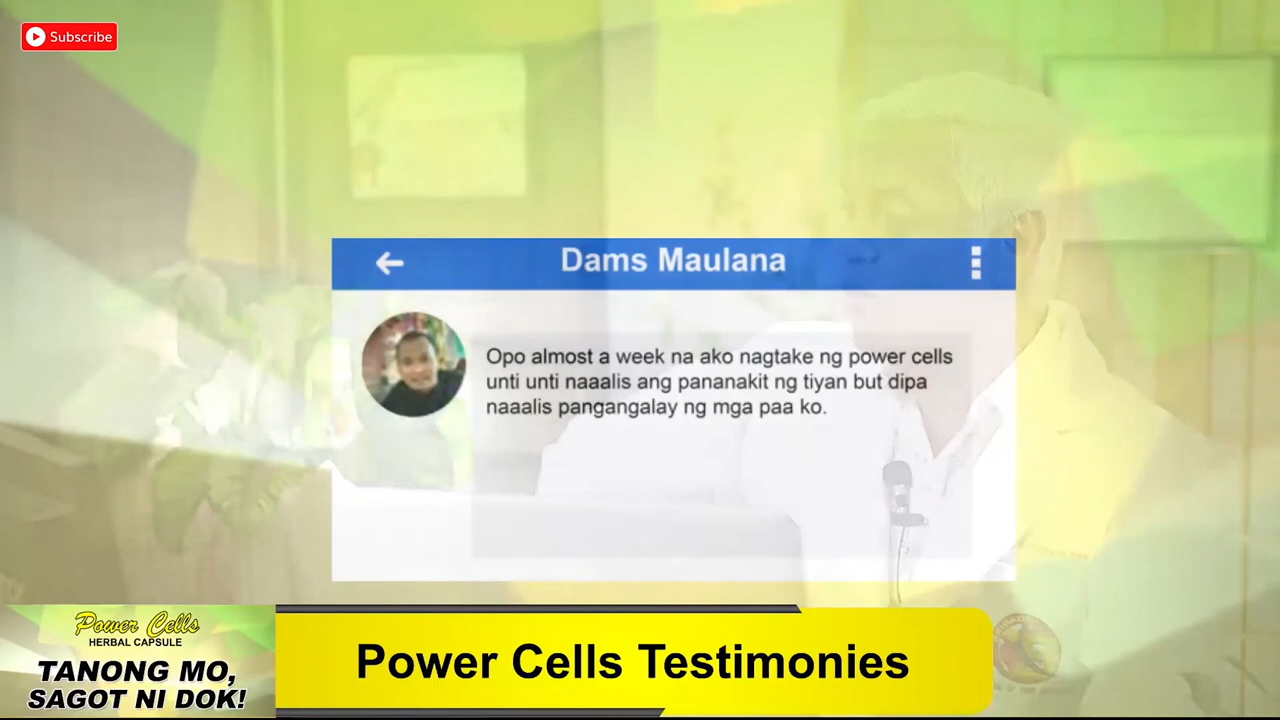 Subscribe
Dams Maulana
Opo almost a week na ako nagtake ng power cells
unti unti naaalis ang pananakit ng tiyan but dipa
naaalis pangangalay ng mga paa ko.
Power Cells
HERBAL CAPSULE
TANONG MO,
SAGOT NI DOK!
Power Cells Testimonies